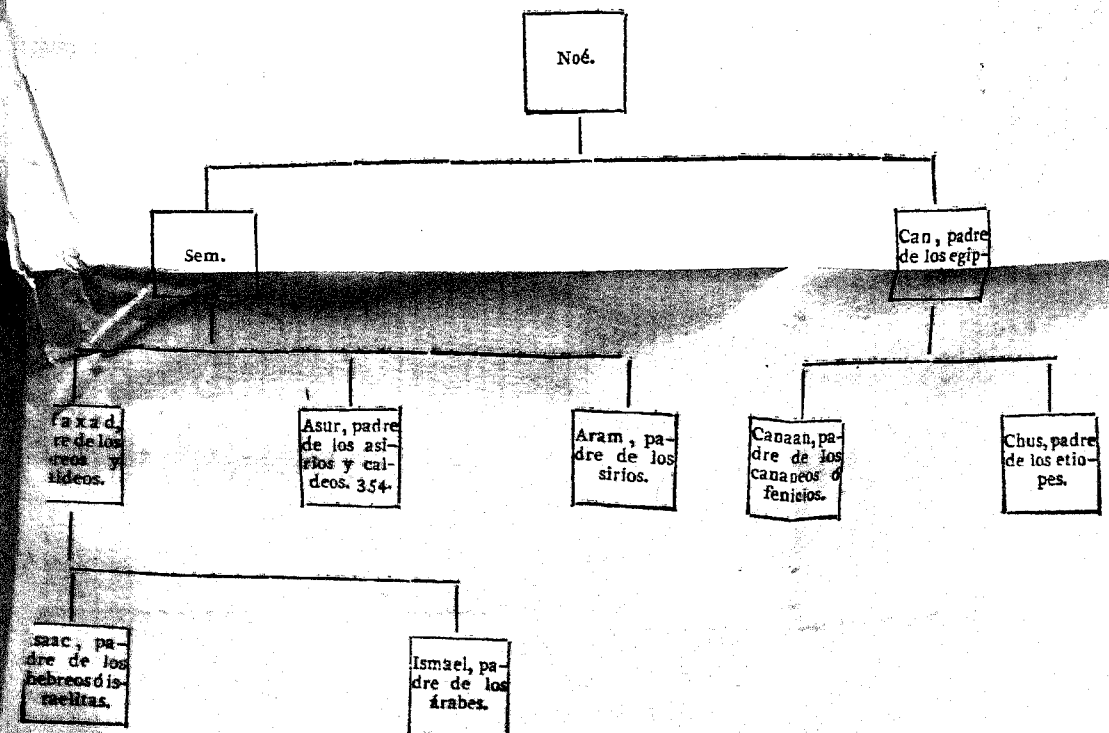 Noé.
Sem.
Can, padre
de los egip-
axad,
re de los
reos y
deos.
Asur, padre
de los asi-
rios y cal-
deos. 354.
Aram, pa-
dre de los
sirios.
Canaan, pa-
dre de los
cananeos ó
fenicios.
Chus, padre
de los etio-
pes.
saac, pa-
dre de los
hebreos ó is-
raelitas.
Ismael, pa-
dre de los
árabes.